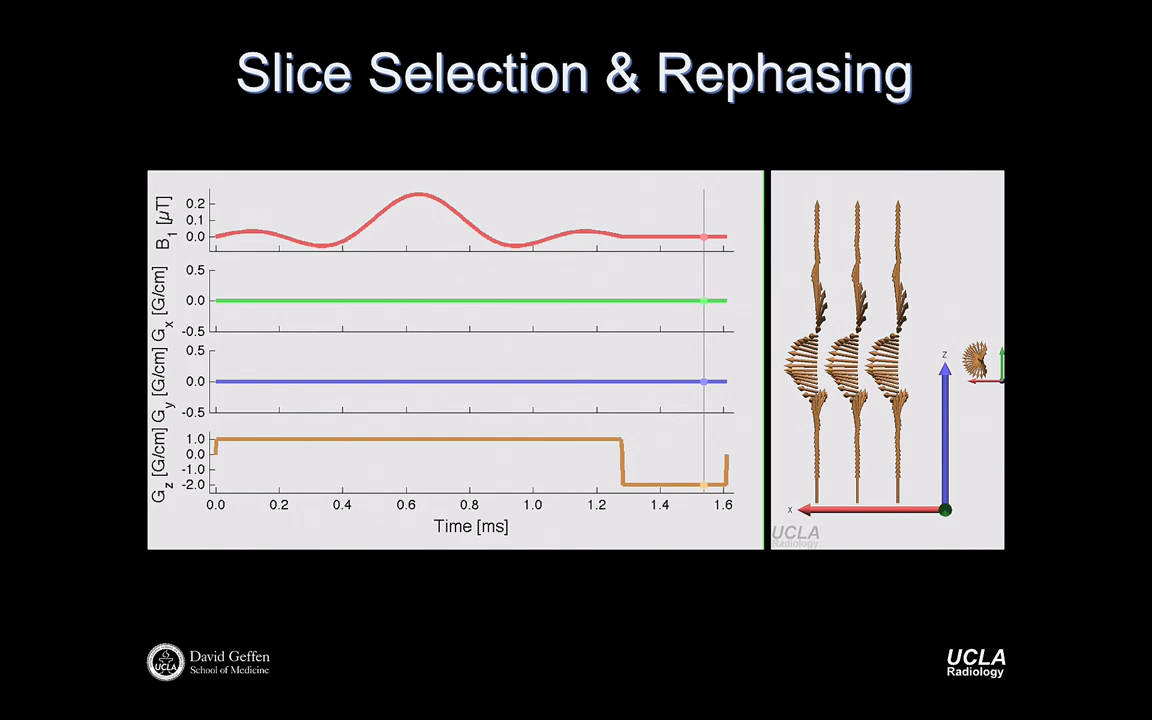 Slice Selection & Rephasing
B1 [µT]
0.2
0.1
0.0
Gx [G/cm]
0.5
0.0
-0.5
Gy [G/cm]
0.5
0.0
-0.5
Gz [G/cm]
1.0
0.0
-1.0
-2.0
0.0 0.2 0.4 0.6 0.8 1.0 1.2 1.4 1.6
Time [ms]
z
x
UCLA
Radiology
UCLA
David Geffen
School of Medicine
UCLA
Radiology